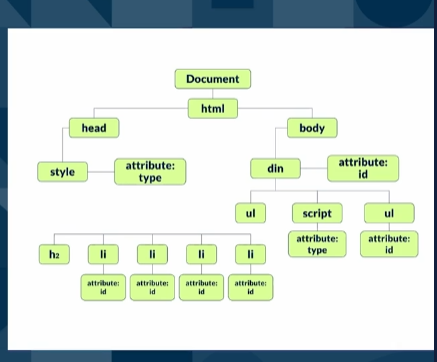 Document
html
head
body
style
attribute:
type
din
attribute:
id
ul
script
ul
attribute:
type
attribute:
id
h2
li
li
li
li
attribute:
id
attribute:
id
attribute:
id
attribute:
id